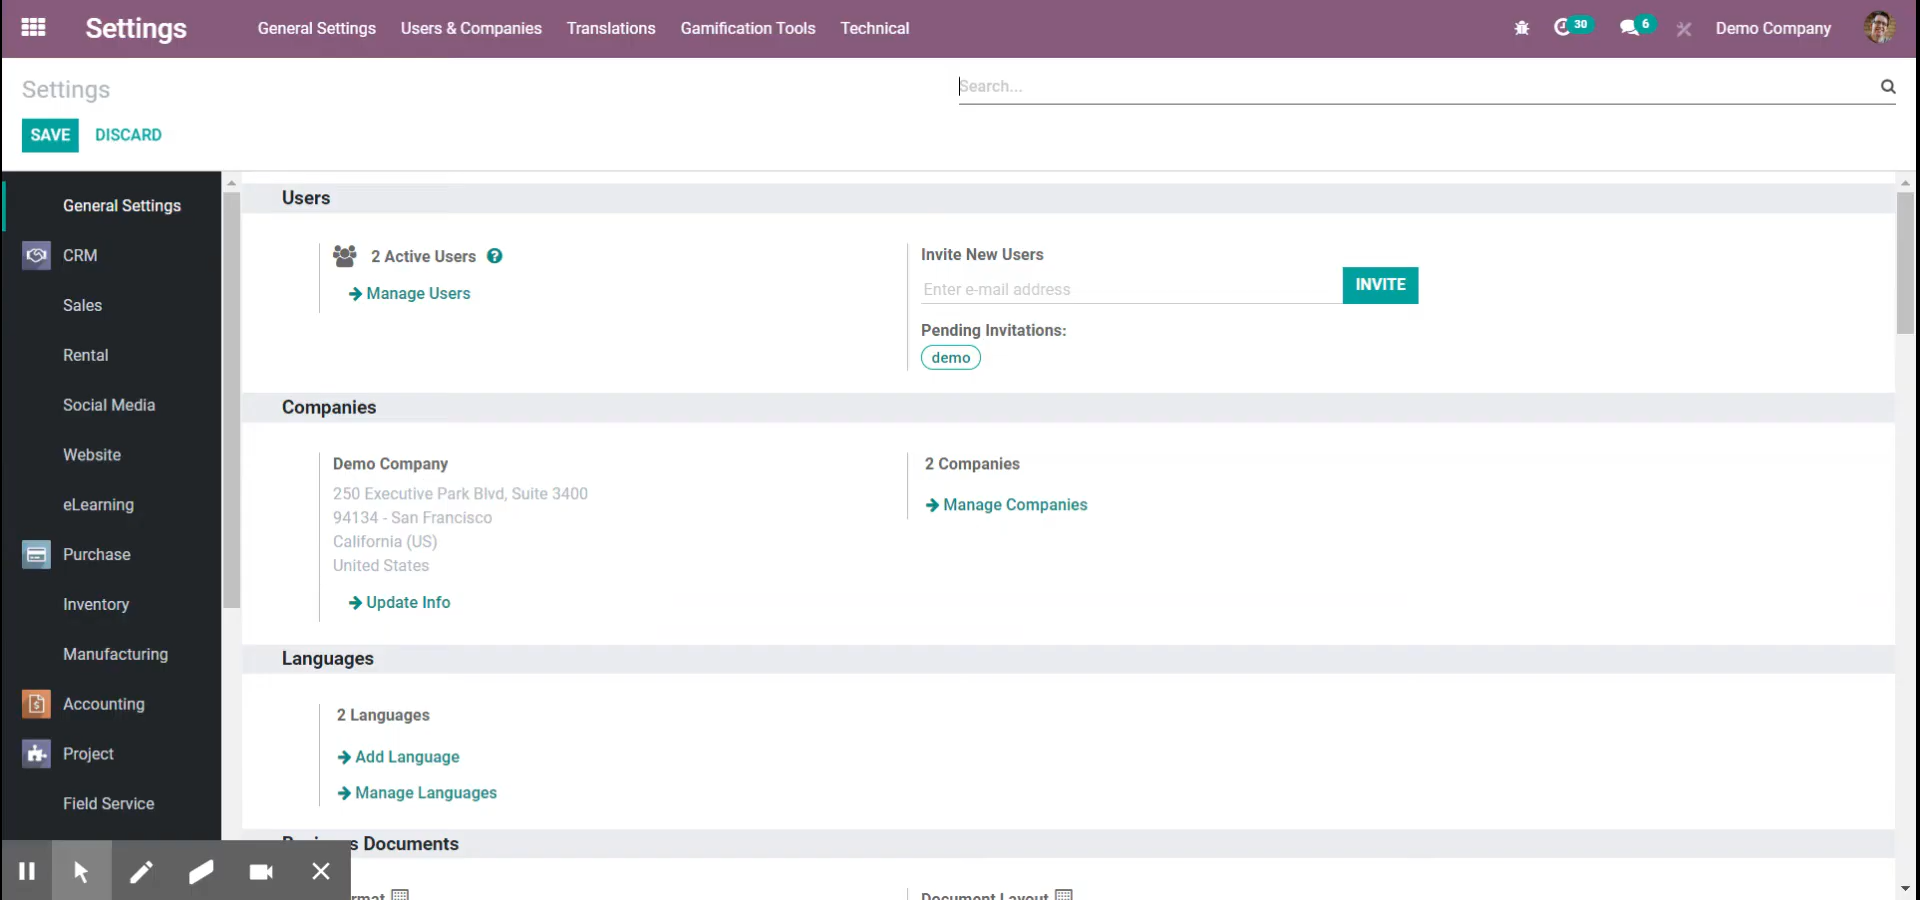 Settings
General Settings
Users & Companies
Translations
Gamification Tools
Technical
30
6
Demo Company
Settings
Search...
SAVE
DISCARD
General Settings
CRM
Sales
Rental
Social Media
Website
eLearning
Purchase
Inventory
Manufacturing
Accounting
Project
Field Service
Users
2 Active Users
Manage Users
Invite New Users
Enter e-mail address
INVITE
Pending Invitations:
demo
Companies
Demo Company
250 Executive Park Blvd, Suite 3400
94134 - San Francisco
California (US)
United States
Update Info
2 Companies
Manage Companies
Languages
2 Languages
Add Language
Manage Languages
Documents
Document Layout